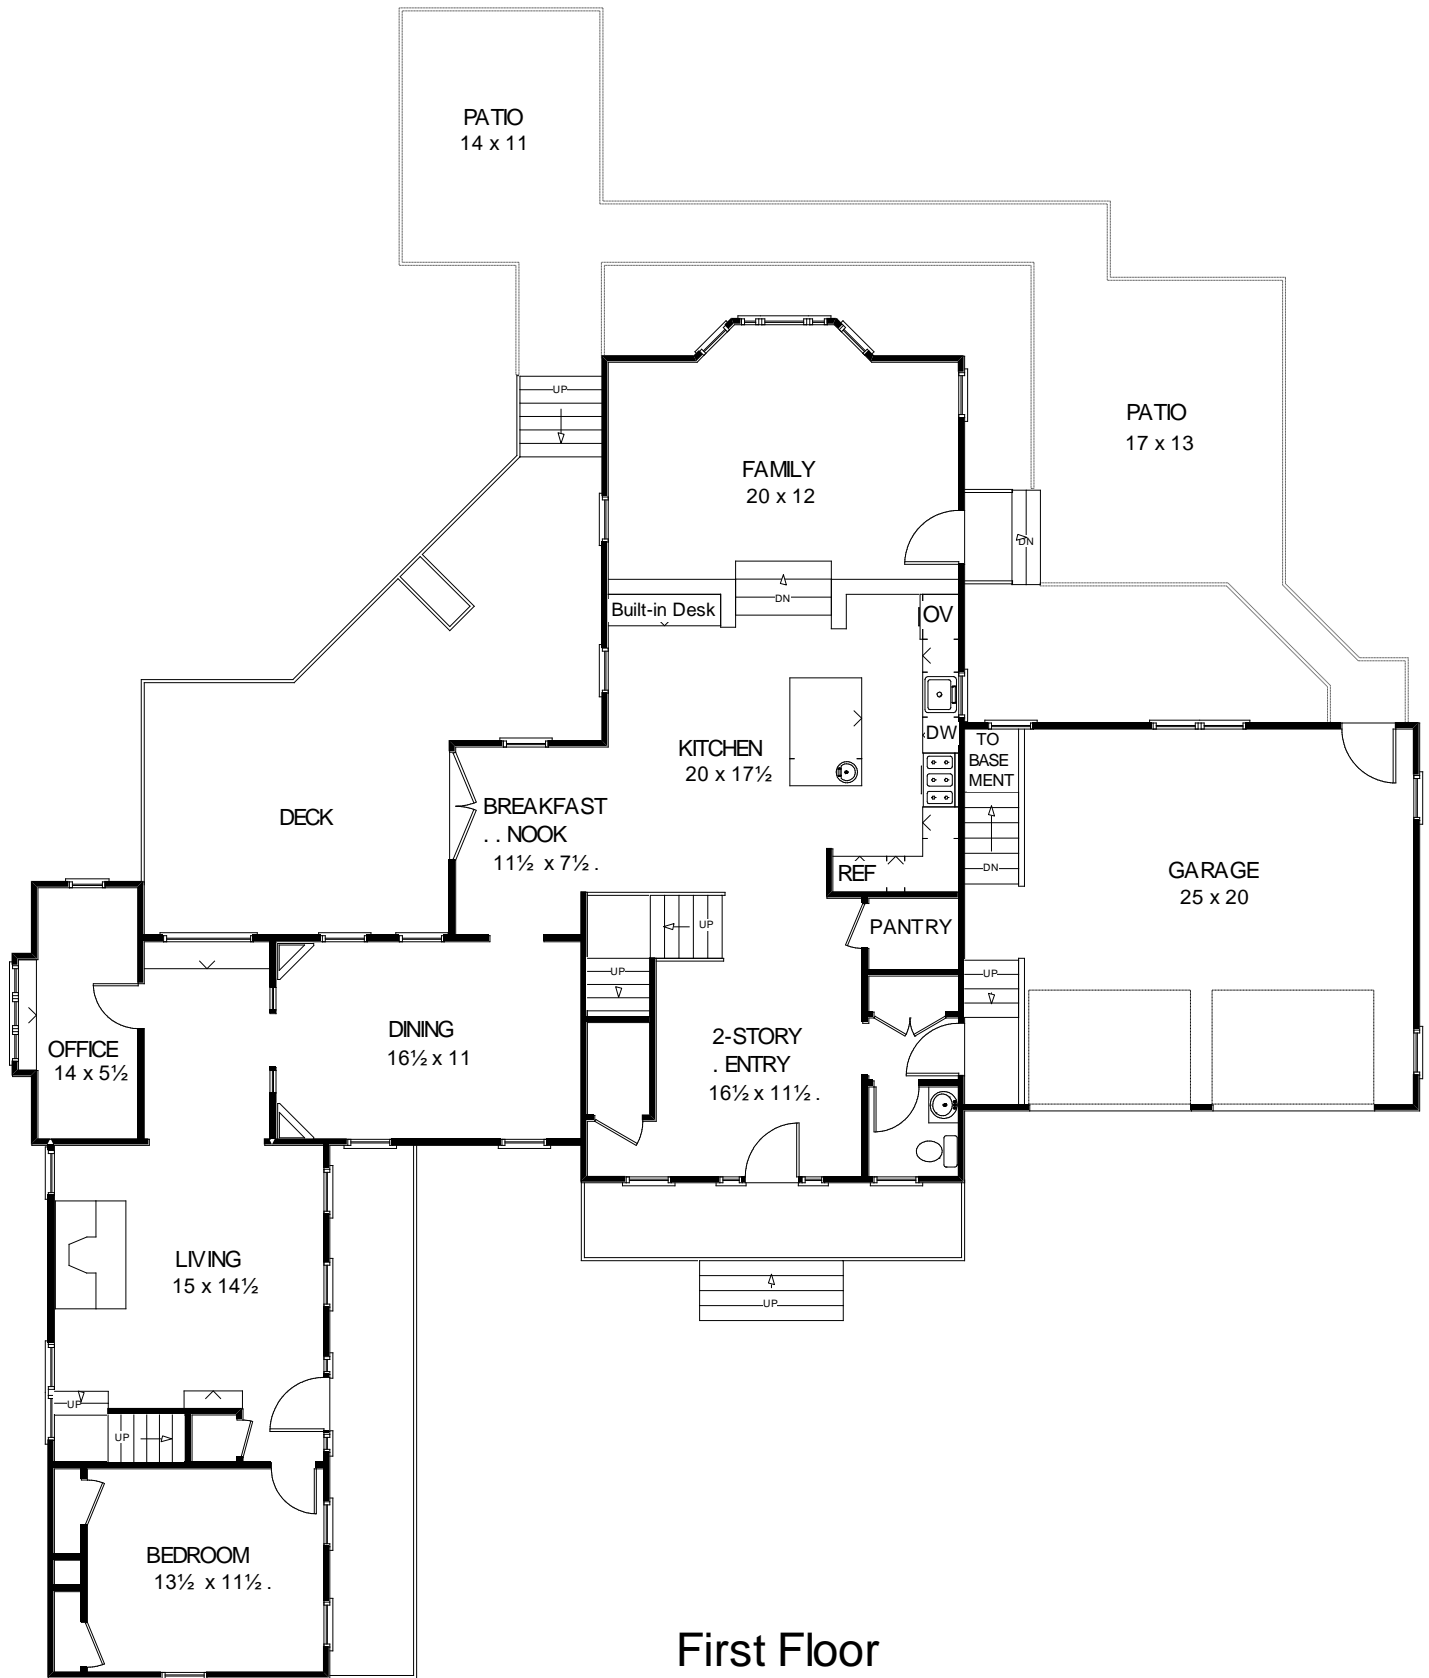 PATIO
14 x 11
UP
PATIO
17 x 13
FAMILY
20 x 12
DN
DN
Built-in Desk
OV
DW
KITCHEN
20 x 17½
TO
BASE
MENT
DN
BREAKFAST
. . NOOK
11½ x 7½ .
DECK
REF
GARAGE
25 x 20
PANTRY
UP
UP
UP
DINING
16½ x 11
2-STORY
. ENTRY
16½ x 11½ .
OFFICE
14 x 5½
LIVING
15 x 14½
UP
UP
UP
BEDROOM
13½ x 11½ .
First Floor